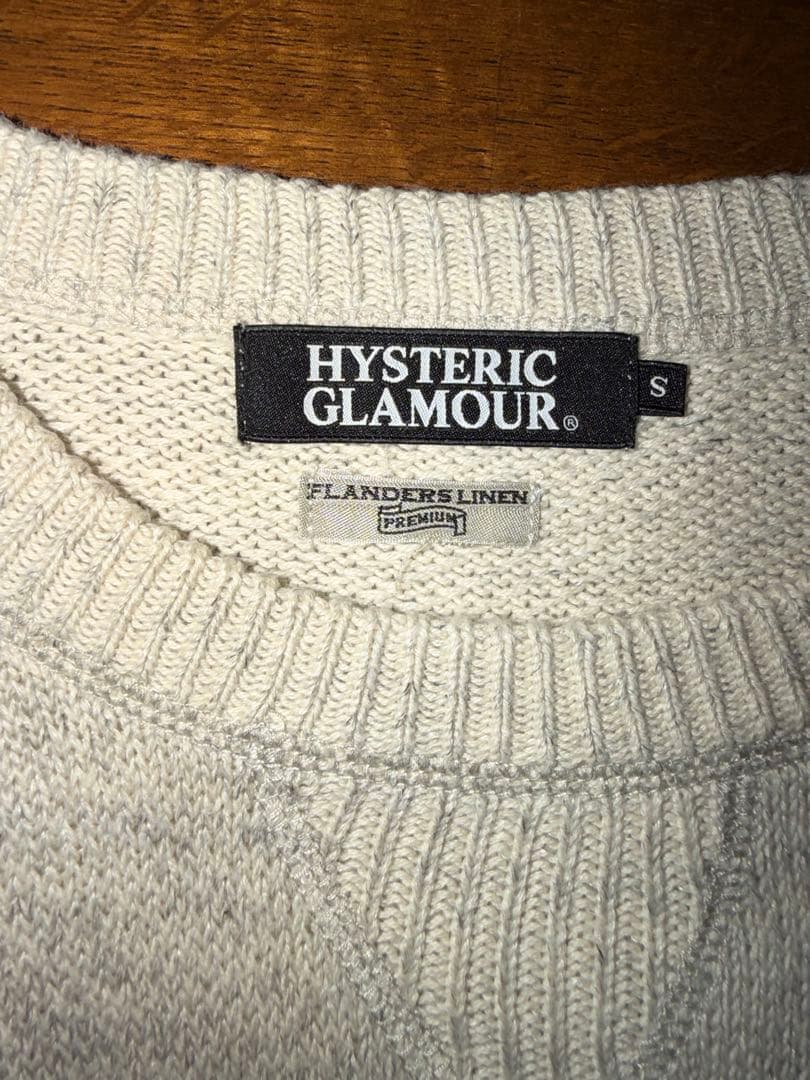 HYSTERIC
GLAMOUR®
S
FLANDERS LINEN
PREMIUM